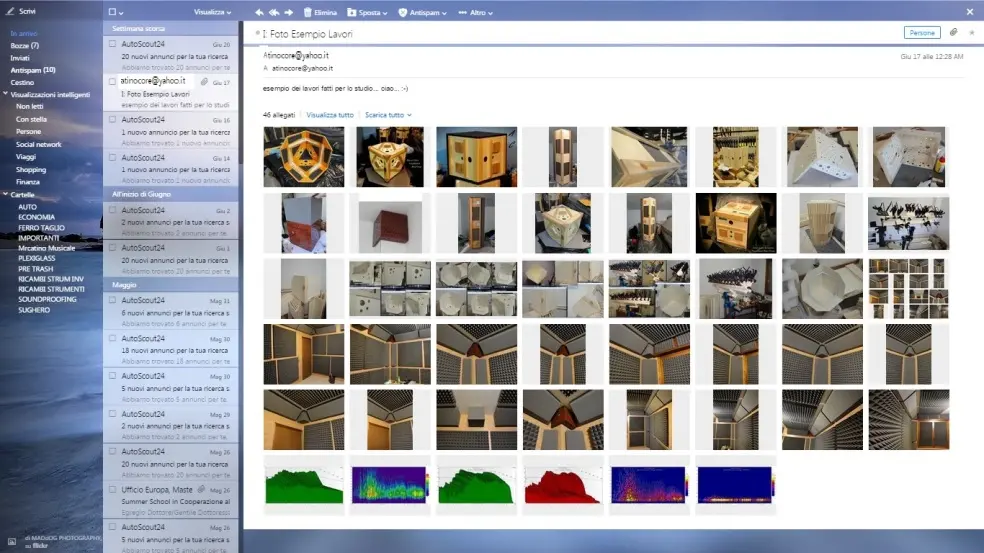 Scrivi
In arrivo
Bozze (7)
Inviati
Antispam (10)
Cestino
Visualizzazioni intelligenti
Non letti
Con stella
Persone
Social network
Viaggi
Shopping
Finanza
Cartelle
AUTO
ECONOMIA
FERRO TAGLIO
IMPORTANTI
Mrcatino Musicale
PLEXIGLASS
PRE TRASH
RICAMBI STRUM INV
RICAMBI STRUMENTI
SOUNDPROOFING
SUGHERO
di MADdOG PHOTOGRAPHY,
su flickr
Visualizza
Settimana scorsa
AutoScout24 Giu 20
20 nuovi annunci per la tua ricerca
Abbiamo trovato 20 annunci per
atinocore@yahoo.it Giu 17
I: Foto Esempio Lavori
esempio dei lavori fatti per lo studi
AutoScout24 Giu 16
1 nuovo annuncio per la tua ricerca
Abbiamo trovato 1 nuovo annunci
AutoScout24 Giu 14
1 nuovo annuncio per la tua ricerca
Abbiamo trovato 1 nuovo annunci
All'inizio di Giugno
AutoScout24 Giu 2
2 nuovi annunci per la tua ricerca s
Abbiamo trovato 2 annunci per te.
AutoScout24 Giu 1
20 nuovi annunci per la tua ricerca
Abbiamo trovato 20 annunci per
Maggio
AutoScout24 Mag 31
6 nuovi annunci per la tua ricerca s
Abbiamo trovato 6 annunci per te
AutoScout24 Mag 30
18 nuovi annunci per la tua ricerca
Abbiamo trovato 18 annunci per
AutoScout24 Mag 30
5 nuovi annunci per la tua ricerca s
Abbiamo trovato 5 annunci per te
AutoScout24 Mag 29
2 nuovi annunci per la tua ricerca s
Abbiamo trovato 2 annunci per te.
AutoScout24 Mag 28
20 nuovi annunci per la tua ricerca
Abbiamo trovato 20 annunci per
Ufficio Europa, Maste Mag 26
Summer School in Cooperazione al
Egregio Dottore/Gentile Dottoress
AutoScout24 Mag 26
5 nuovi annunci per la tua ricerca s
Abbiamo trovato 5 annunci per te
Elimina Sposta Antispam Altro
I: Foto Esempio Lavori Persone
Atinocore@yahoo.it Giu 17 alle 12:28 AM
A atinocore@yahoo.it
esempio dei lavori fatti per lo studio... ciao... :-)
46 allegati Visualizza tutto Scarica tutto